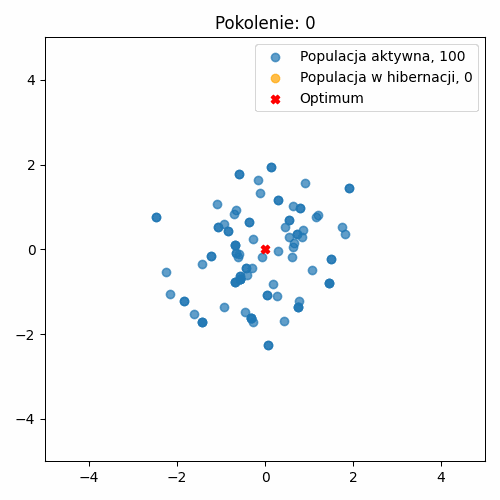 Pokolenie: 0
Populacja aktywna, 100
Populacja w hibernacji, 0
Optimum
4
2
0
−2
−4
−4 −2 0 2 4